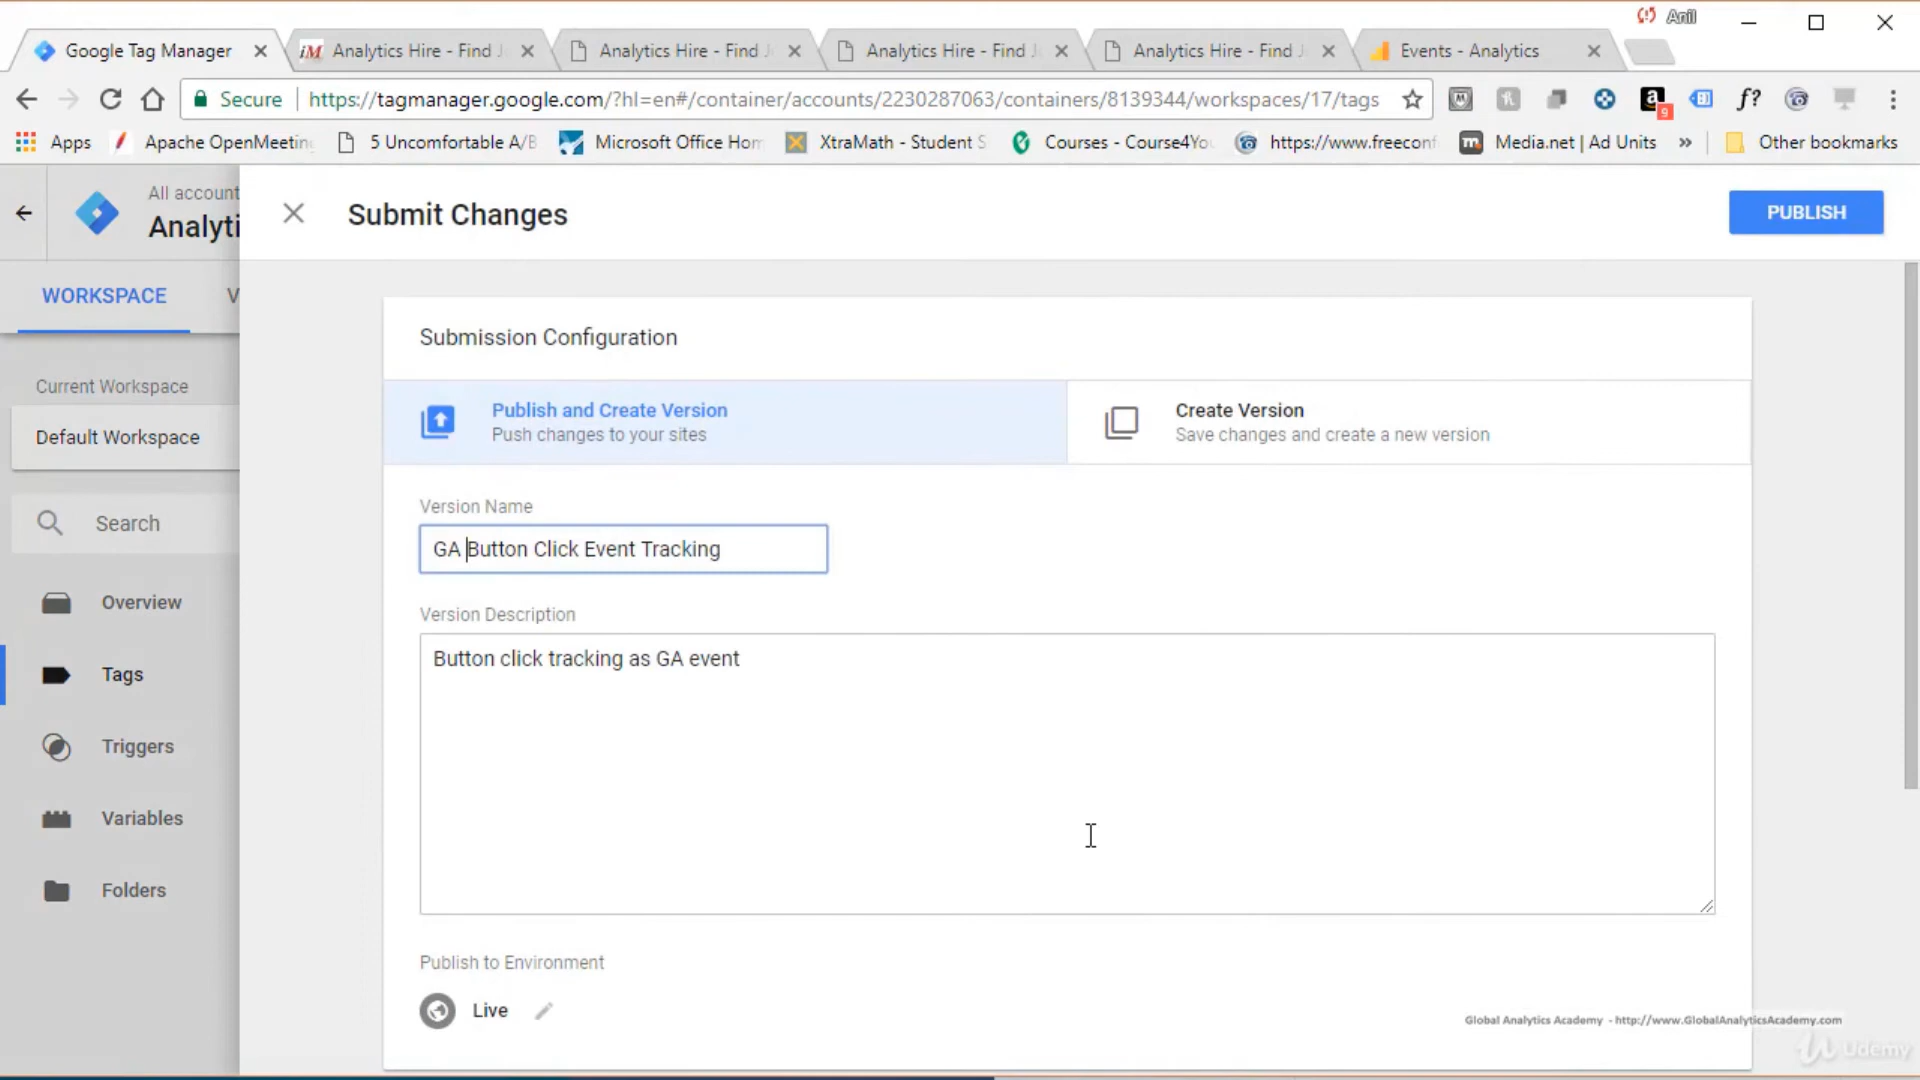 Anil
Google Tag Manager
Analytics Hire - Find J
Analytics Hire - Find J
Analytics Hire - Find J
Analytics Hire - Find J
Events - Analytics
Secure
https://tagmanager.google.com/?hl=en#/container/accounts/2230287063/containers/8139344/workspaces/17/tags
9
f?
Apps
Apache OpenMeetin
5 Uncomfortable A/B
Microsoft Office Hom
XtraMath - Student S
Courses - Course4Yo
https://www.freeconf
Media.net | Ad Units
»
Other bookmarks
All account
Analyti
Submit Changes
PUBLISH
WORKSPACE
V
Submission Configuration
Current Workspace
Default Workspace
Publish and Create Version
Push changes to your sites
Create Version
Save changes and create a new version
Search
Version Name
GA Button Click Event Tracking
Overview
Version Description
Button click tracking as GA event
Tags
Triggers
Variables
Folders
Publish to Environment
Live
Global Analytics Academy - http://www.GlobalAnalyticsAcademy.com
Udemy